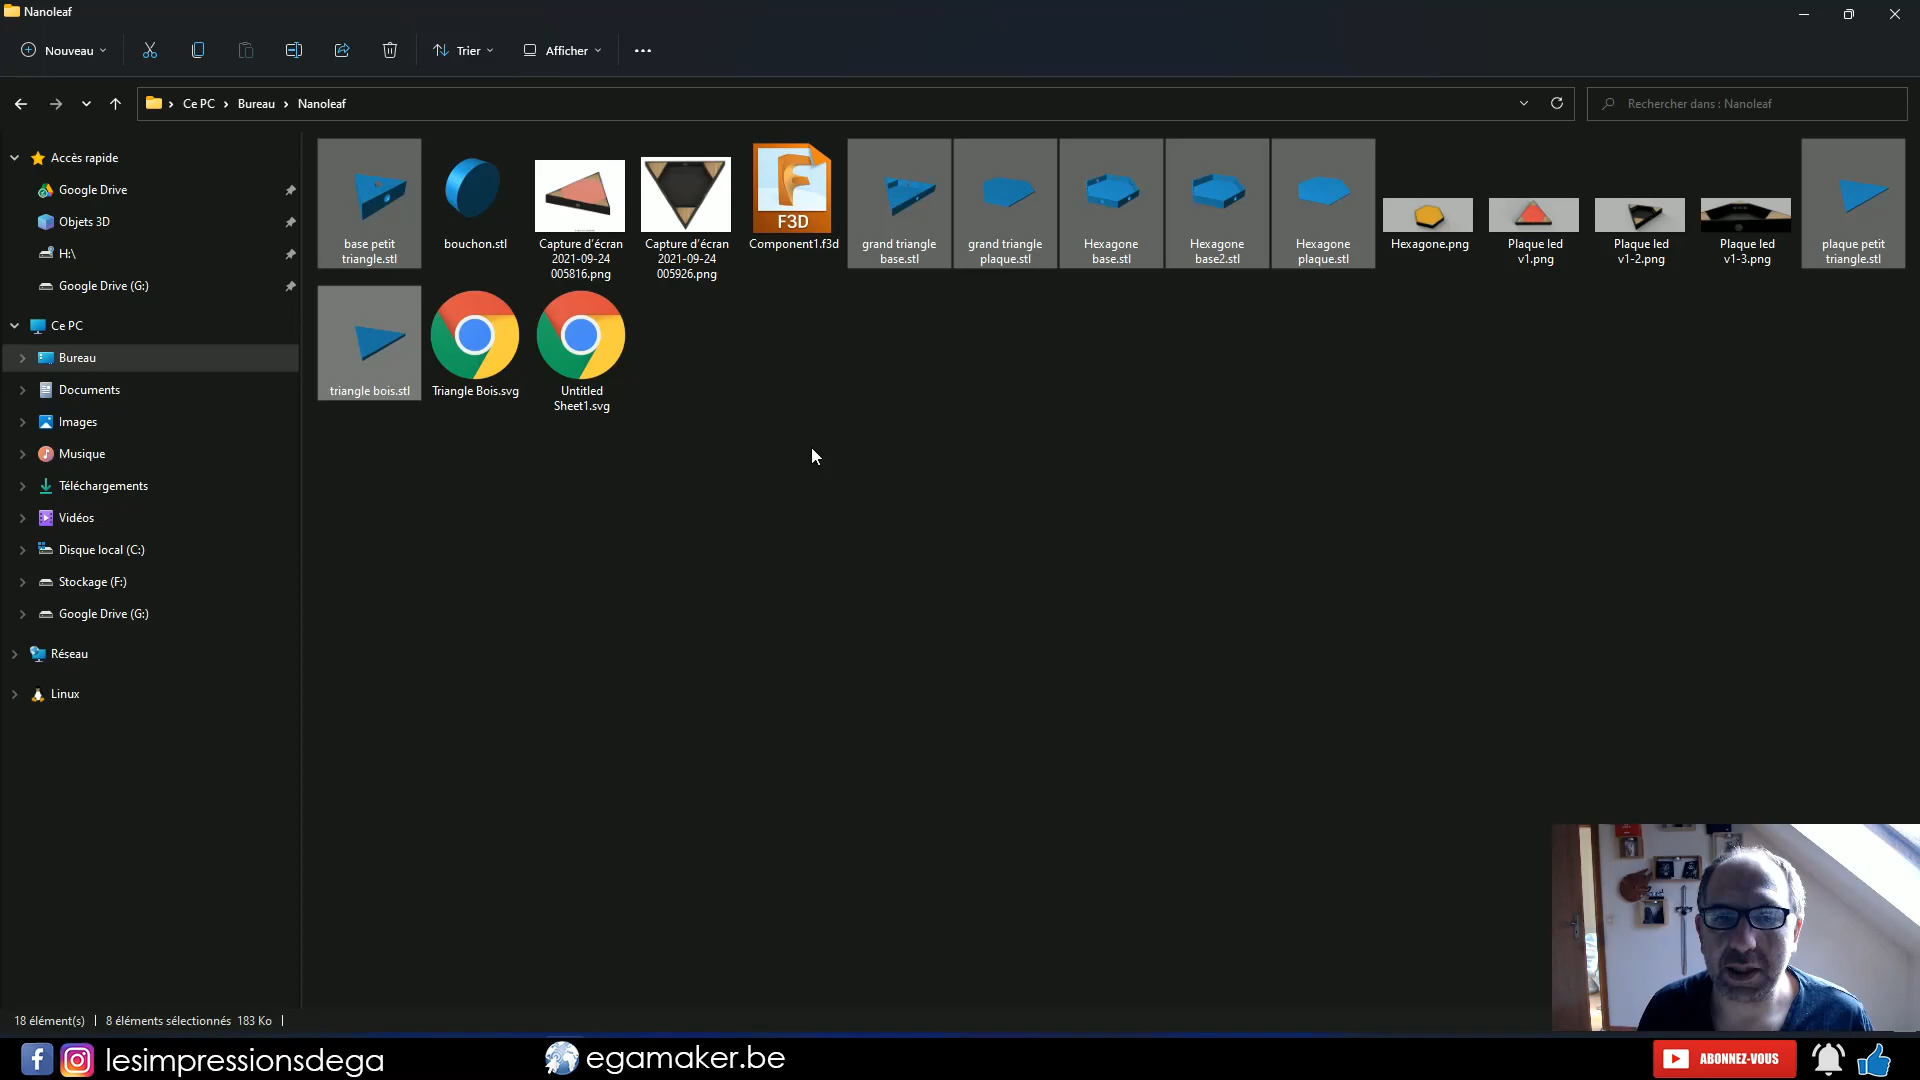 Nanoleaf
Nouveau
Trier
Afficher
Ce PC
Bureau
Nanoleaf
Rechercher dans : Nanoleaf
Accès rapide
Google Drive
Objets 3D
H:\
Google Drive (G:)
Ce PC
Bureau
Documents
Images
Musique
Téléchargements
Vidéos
Disque local (C:)
Stockage (F:)
Google Drive (G:)
Réseau
Linux
base petit
triangle.stl
bouchon.stl
Capture d'écran
2021-09-24
005816.png
Capture d'écran
2021-09-24
005926.png
F3D
Component1.f3d
grand triangle
base.stl
grand triangle
plaque.stl
Hexagone
base.stl
Hexagone
base2.stl
Hexagone
plaque.stl
Hexagone.png
Plaque led
v1.png
Plaque led
v1-2.png
Plaque led
v1-3.png
plaque petit
triangle.stl
triangle bois.stl
Triangle Bois.svg
Untitled
Sheet1.svg
18 élément(s)
8 éléments sélectionnés 183 Ko
lesimpressionsdega
egamaker.be
ABONNEZ-VOUS